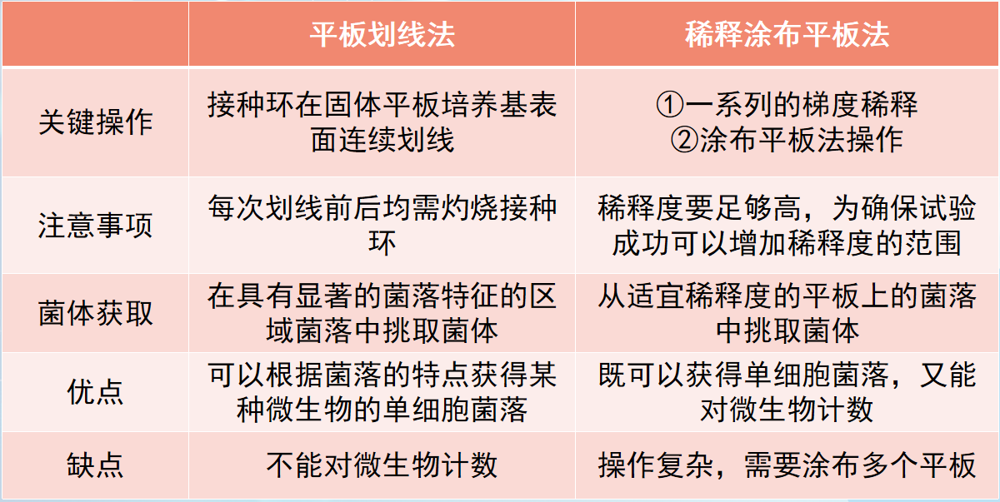 平板划线法
稀释涂布平板法
关键操作
接种环在固体平板培养基表
面连续划线
①一系列的梯度稀释
②涂布平板法操作
注意事项
每次划线前后均需灼烧接种
环
稀释度要足够高，为确保试验
成功可以增加稀释度的范围
菌体获取
在具有显著的菌落特征的区
域菌落中挑取菌体
从适宜稀释度的平板上的菌落
中挑取菌体
优点
可以根据菌落的特点获得某
种微生物的单细胞菌落
既可以获得单细胞菌落，又能
对微生物计数
缺点
不能对微生物计数
操作复杂，需要涂布多个平板